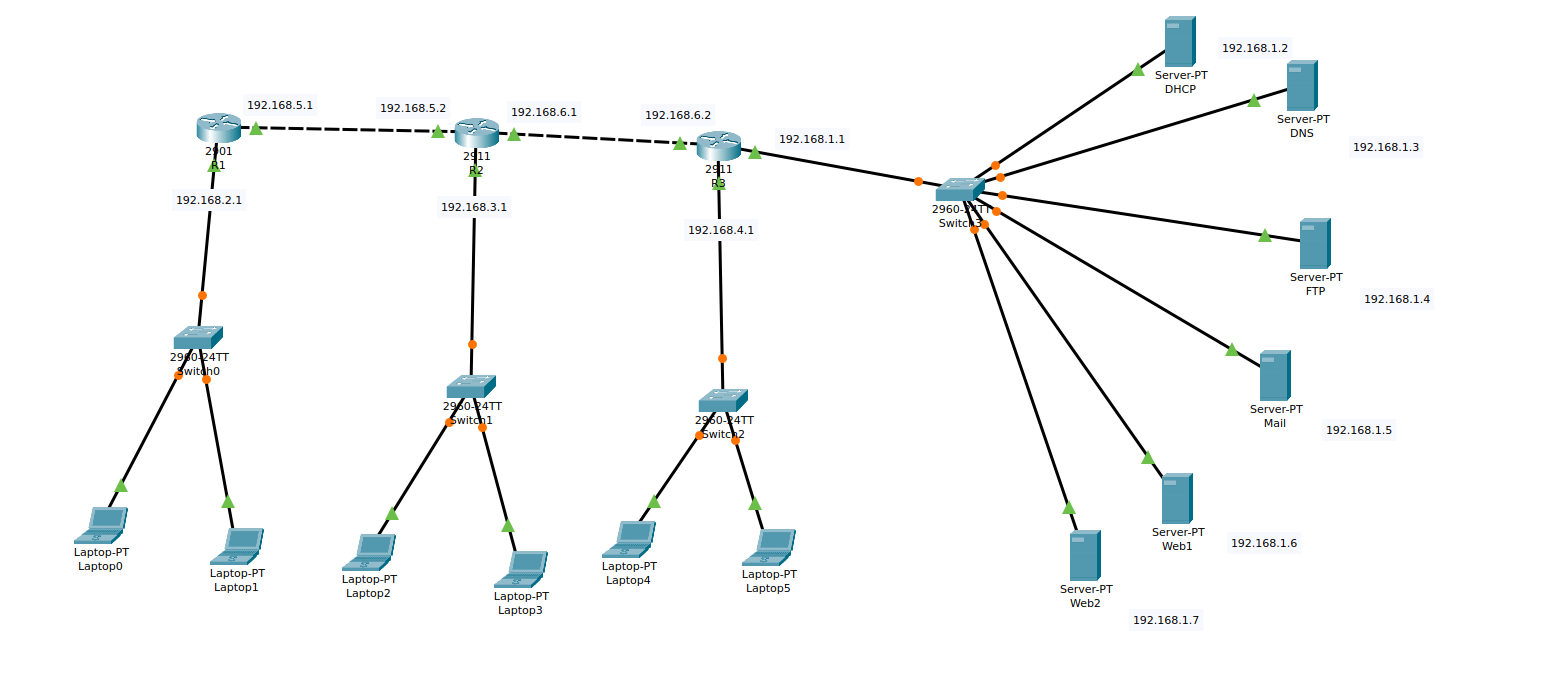 192.168.1.2
Server-PT
DHCP
Server-PT
DNS
192.168.1.3
192.168.5.1
192.168.5.2
192.168.6.1
192.168.6.2
192.168.1.1
2901
R1
2911
R2
2911
R3
192.168.2.1
192.168.3.1
192.168.4.1
2960-24TT
Switch3
Server-PT
FTP
192.168.1.4
2960-24TT
Switch0
2960-24TT
Switch1
2960-24TT
Switch2
Server-PT
Mail
192.168.1.5
Server-PT
Web1
192.168.1.6
Laptop-PT
Laptop0
Laptop-PT
Laptop1
Laptop-PT
Laptop2
Laptop-PT
Laptop3
Laptop-PT
Laptop4
Laptop-PT
Laptop5
Server-PT
Web2
192.168.1.7